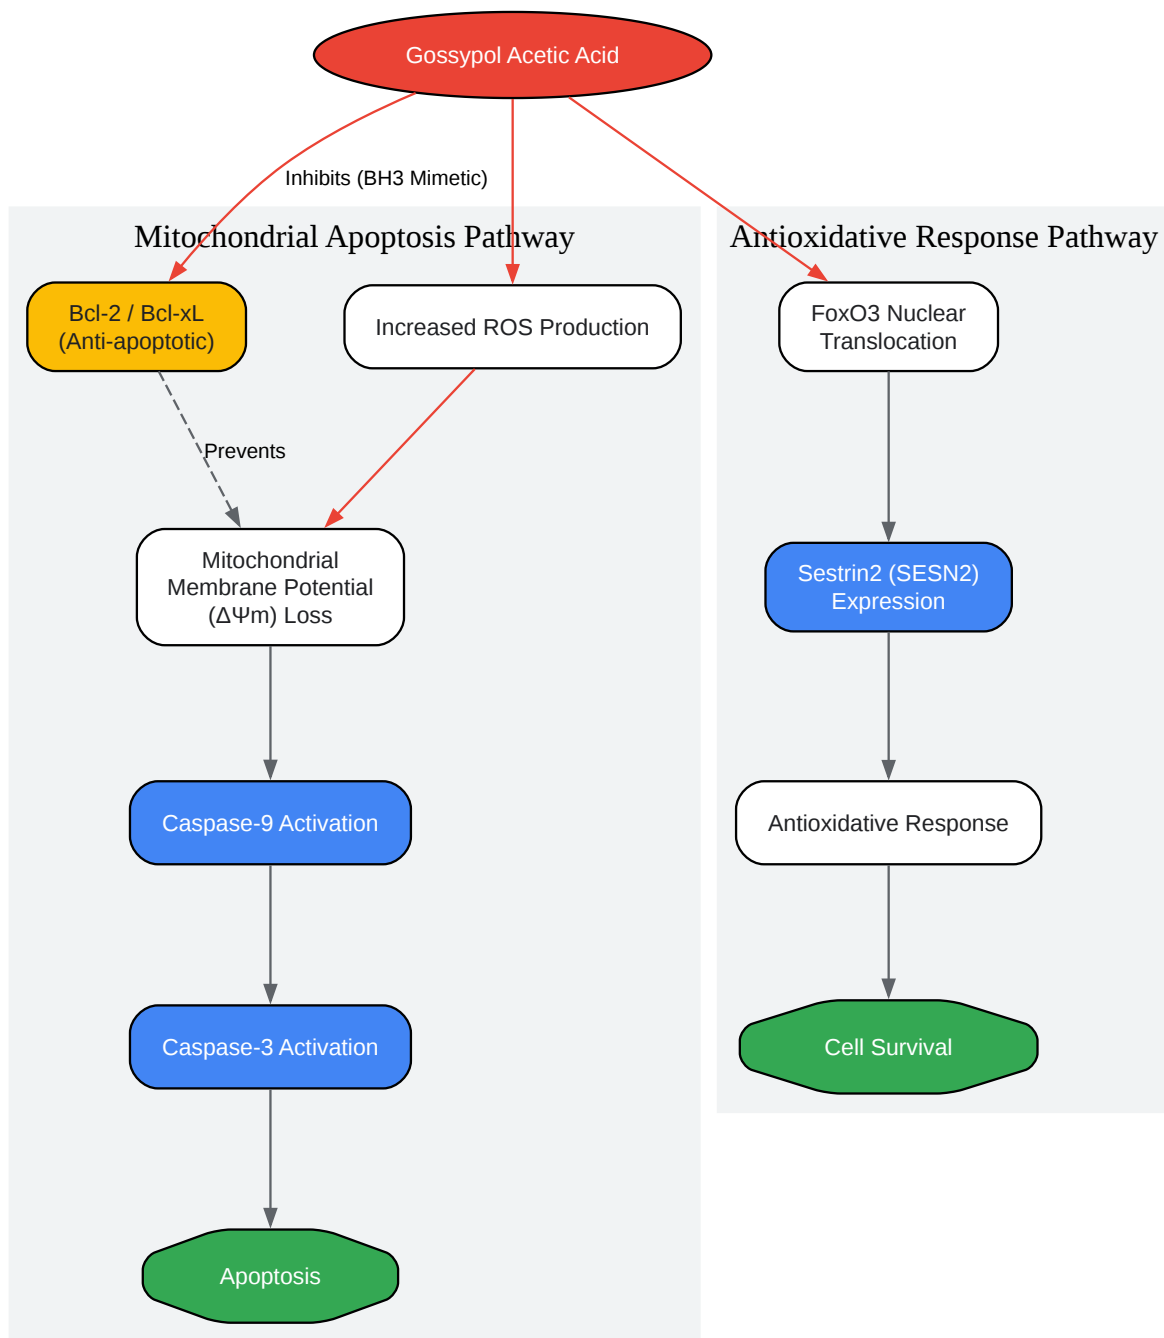 Gossypol Acetic Acid
Inhibits (BH3 Mimetic)
Mitochondrial Apoptosis Pathway
Antioxidative Response Pathway
Bcl-2 / Bcl-xL
(Anti-apoptotic)
Increased ROS Production
FoxO3 Nuclear
Translocation
Prevents
Mitochondrial
Membrane Potential
(ΔΨm) Loss
Sestrin2 (SESN2)
Expression
Caspase-9 Activation
Antioxidative Response
Caspase-3 Activation
Cell Survival
Apoptosis